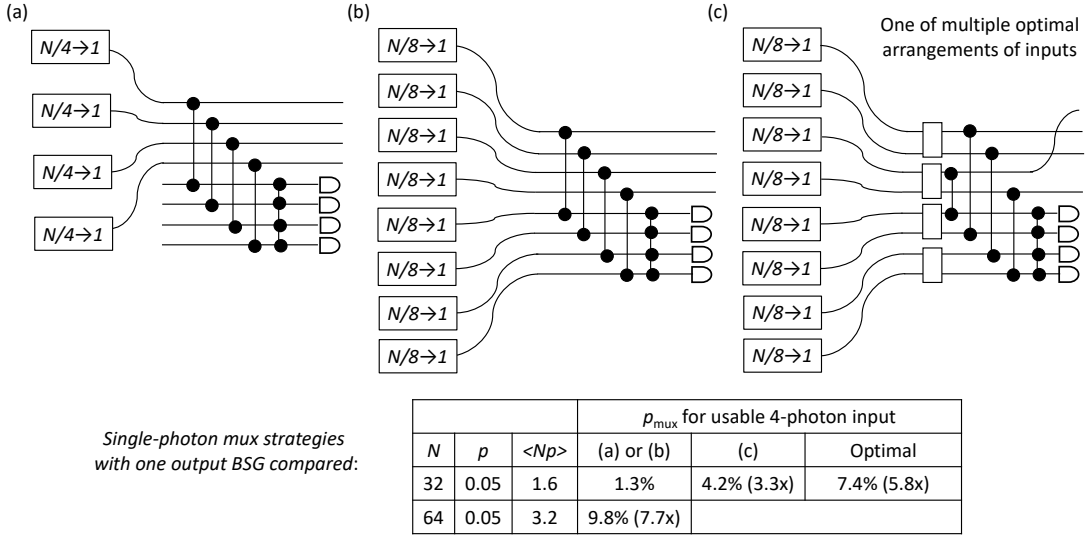 (a)
N/4→1
N/4→1
N/4→1
N/4→1
(b)
N/8→1
N/8→1
N/8→1
N/8→1
N/8→1
N/8→1
N/8→1
N/8→1
(c)
One of multiple optimal
arrangements of inputs
N/8→1
N/8→1
N/8→1
N/8→1
N/8→1
N/8→1
N/8→1
N/8→1
Single-photon mux strategies
with one output BSG compared:
pmux for usable 4-photon input
N p <Np> (a) or (b) (c) Optimal
32 0.05 1.6 1.3% 4.2% (3.3x) 7.4% (5.8x)
64 0.05 3.2 9.8% (7.7x)